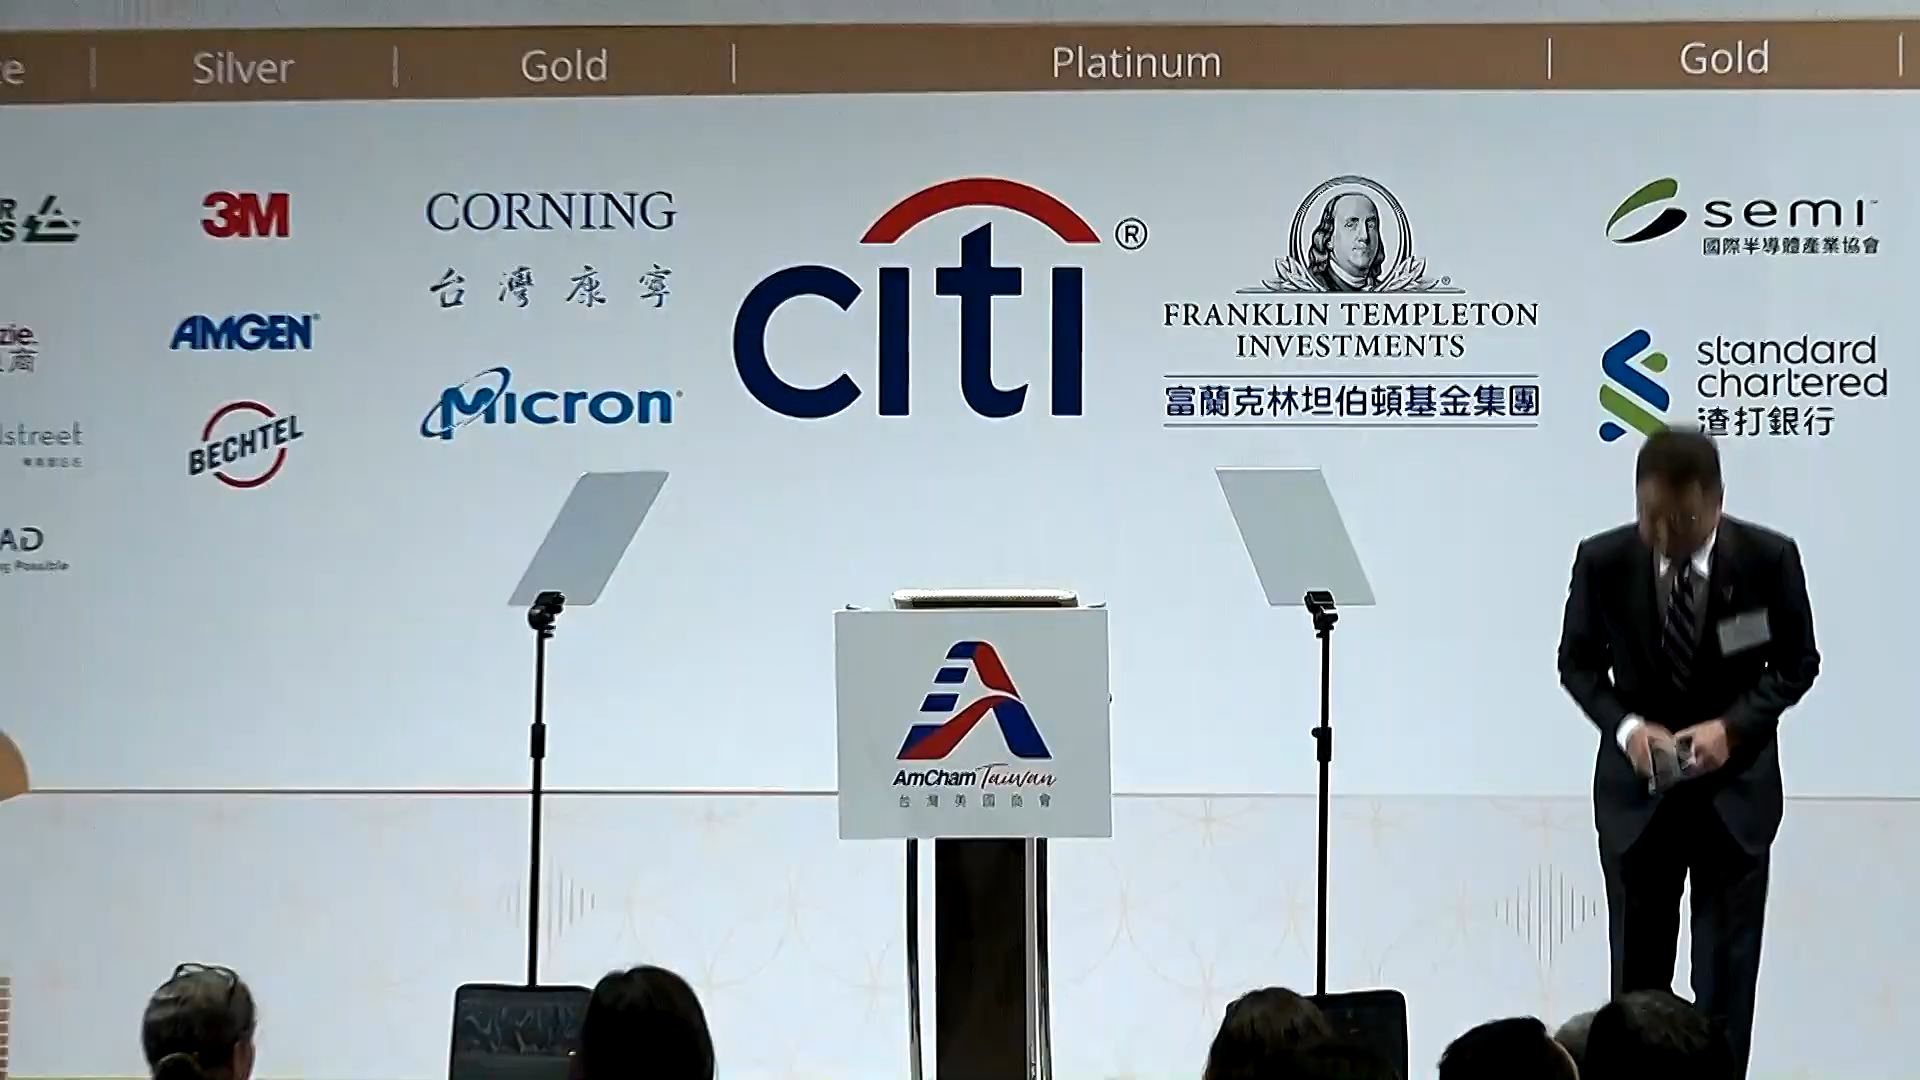 Silver
Gold
Platinum
Gold
3M
AMGEN
BECHTEL
CORNING
台灣康寧
Micron
citi®
FRANKLIN TEMPLETON
INVESTMENTS
富蘭克林坦伯頓基金集團
semi
國際半導體產業協會
standard
chartered
渣打銀行
AmCham Taiwan
台灣美國商會